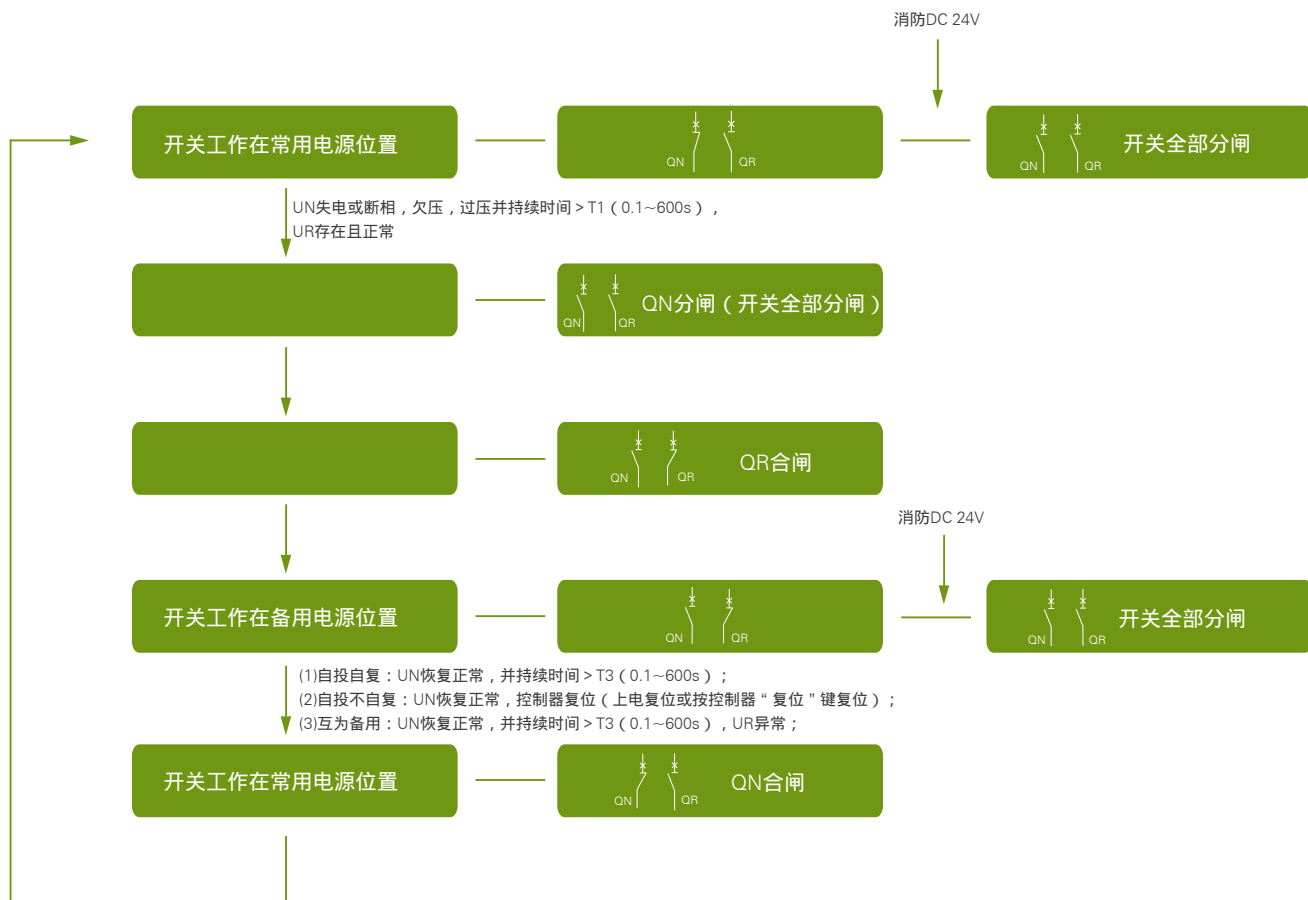 消防DC 24V
开关工作在常用电源位置
QN
QR
QN
QR
开关全部分闸
UN失电或断相，欠压，过压并持续时间 > T1（0.1~600s），
UR存在且正常
QN
QR
QN分闸（开关全部分闸）
QN
QR
QR合闸
消防DC 24V
开关工作在备用电源位置
QN
QR
QN
QR
开关全部分闸
(1)自投自复：UN恢复正常，并持续时间 > T3（0.1~600s）；
(2)自投不自复：UN恢复正常，控制器复位（上电复位或按控制器“复位”键复位）；
(3)互为备用：UN恢复正常，并持续时间 > T3（0.1~600s），UR异常；
开关工作在常用电源位置
QN
QR
QN合闸